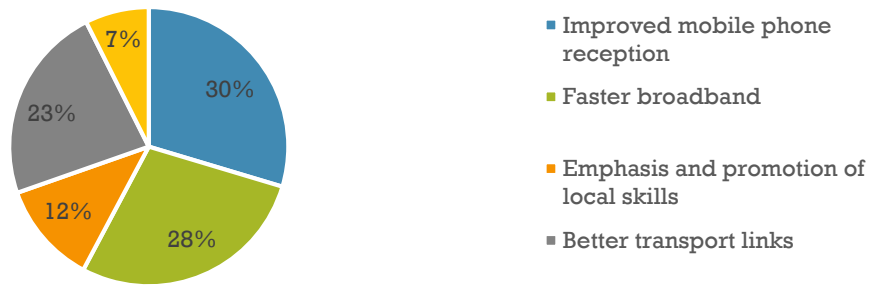 7%
30%
23%
12%
28%
Improved mobile phone
reception
Faster broadband
Emphasis and promotion of
local skills
Better transport links